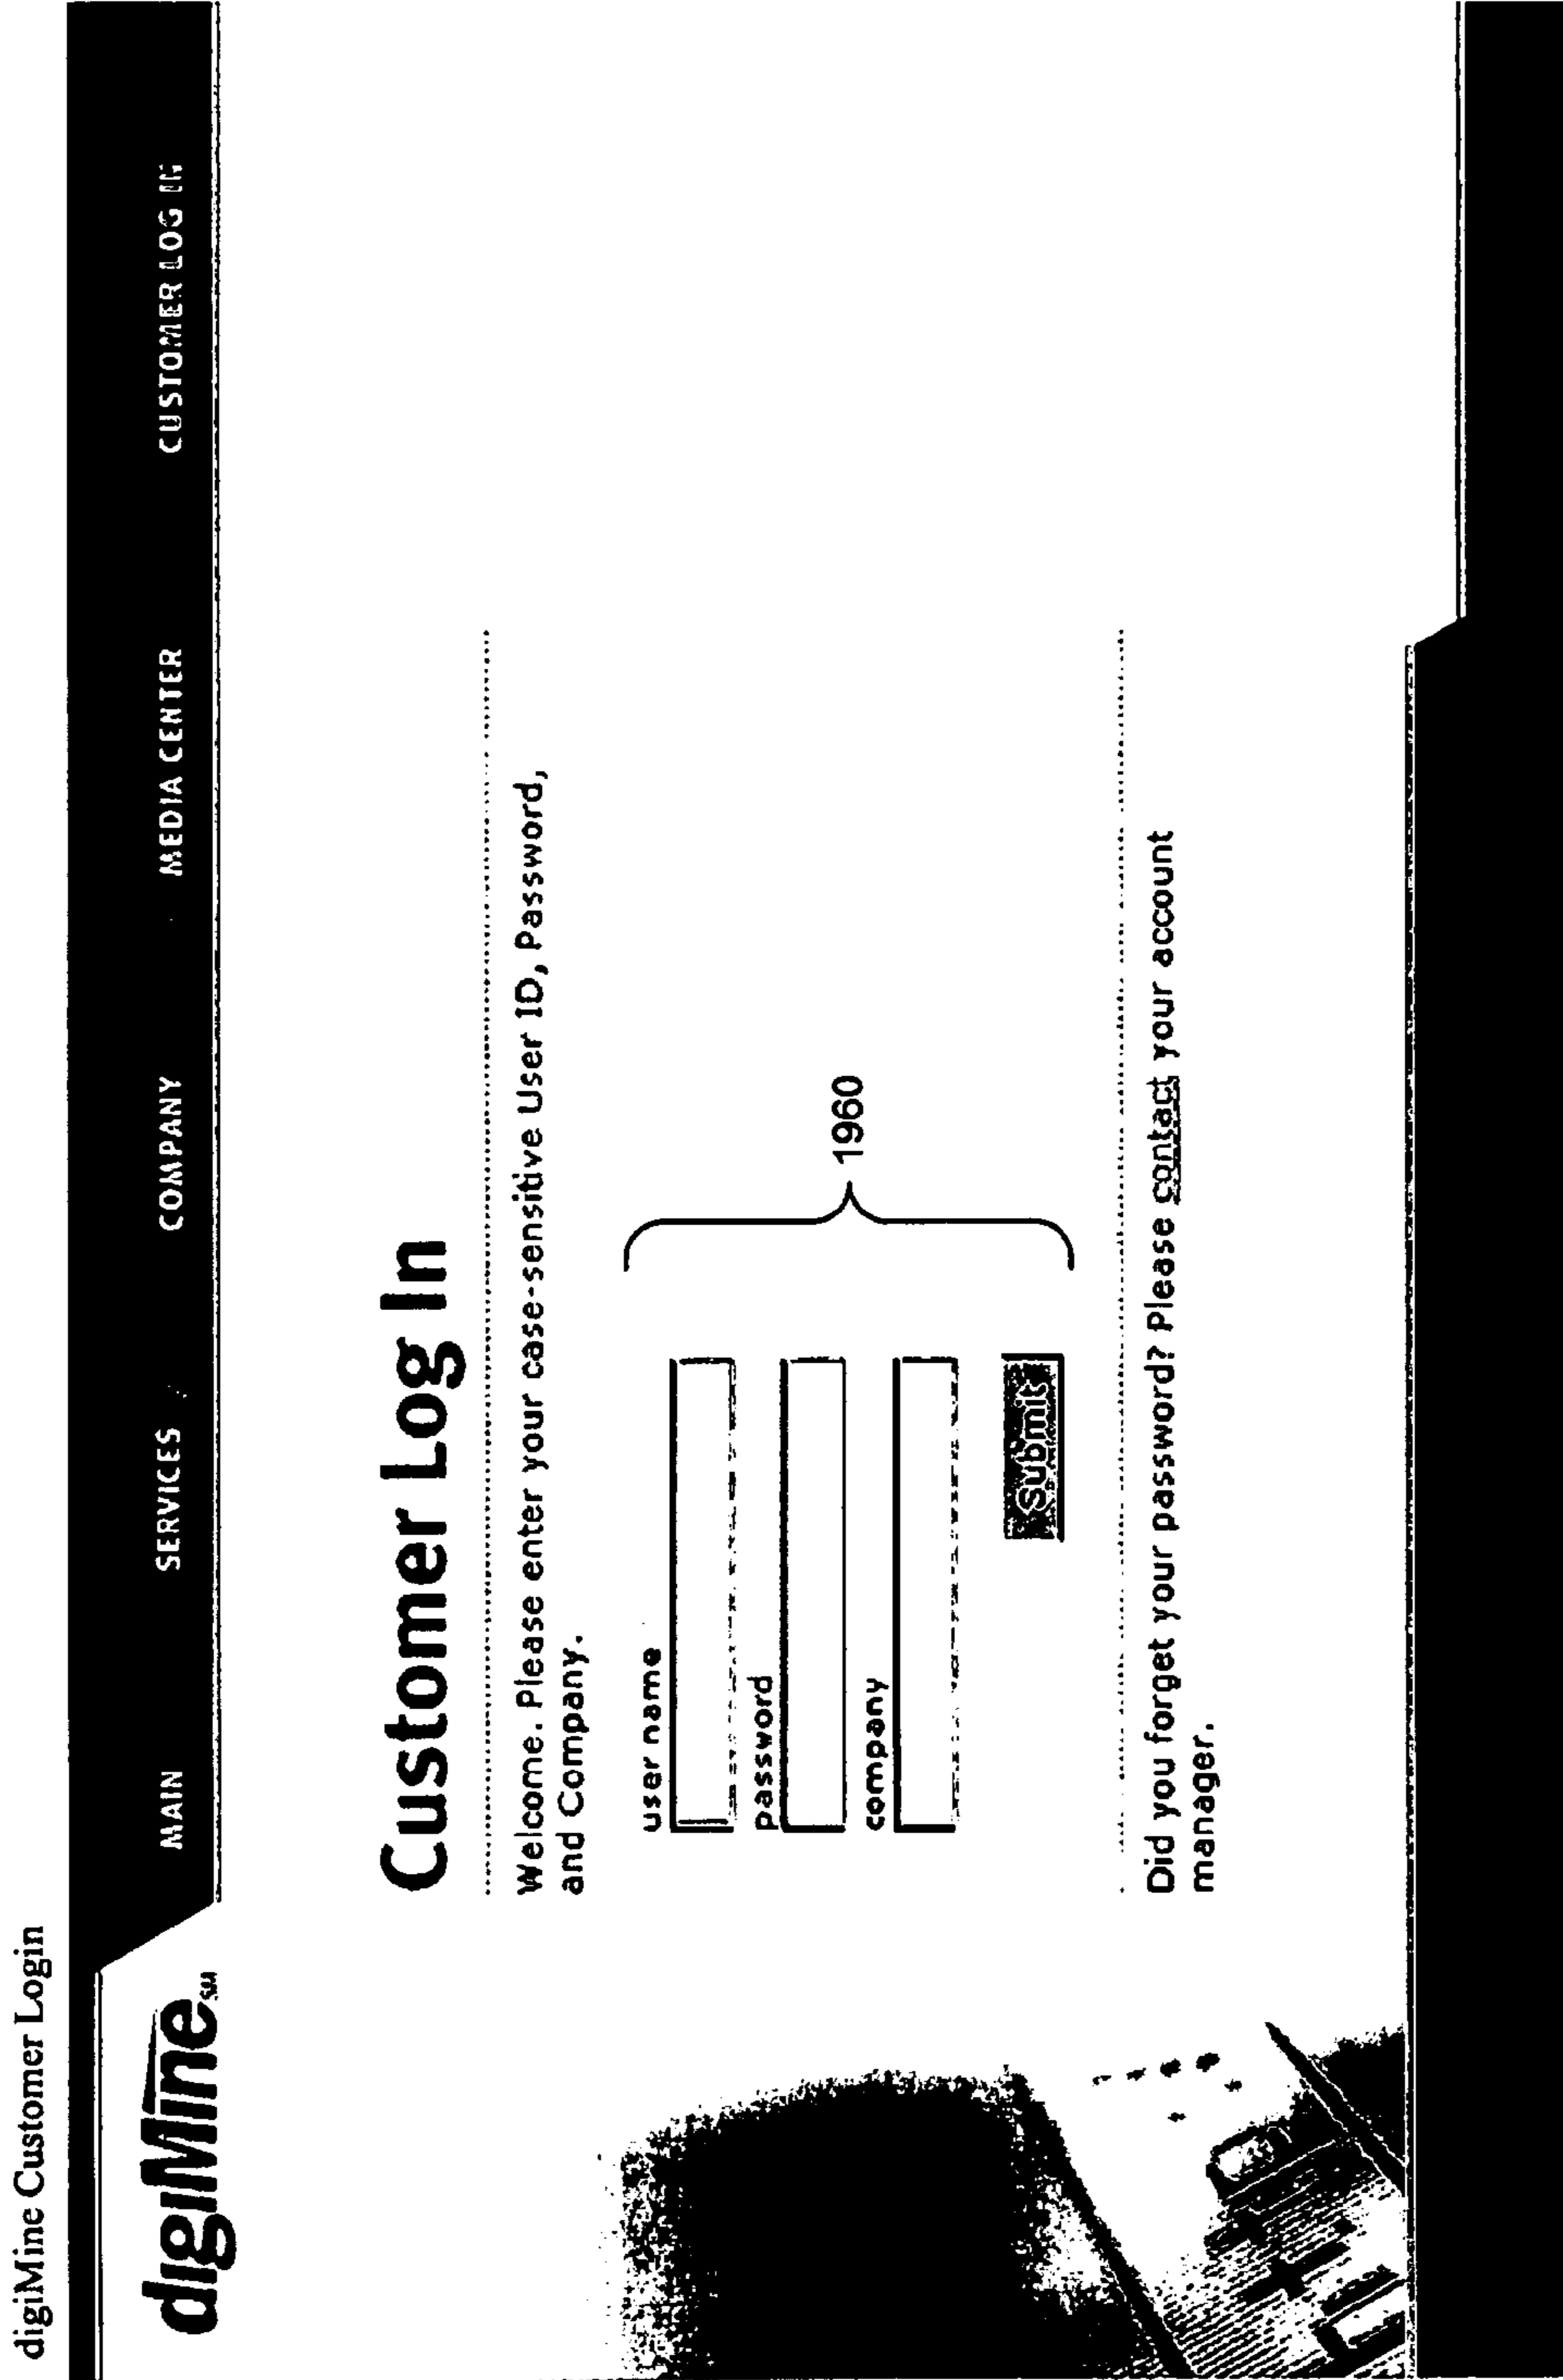 digiMine Customer Login
digiMine SM
MAIN SERVICES COMPANY MEDIA CENTER CUSTOMER LOG IN
Customer Log In
Welcome. Please enter your case-sensitive User ID, Password,
and Company.
user name
password
company
1960
Submit
Did you forget your password? Please contact your account
manager.